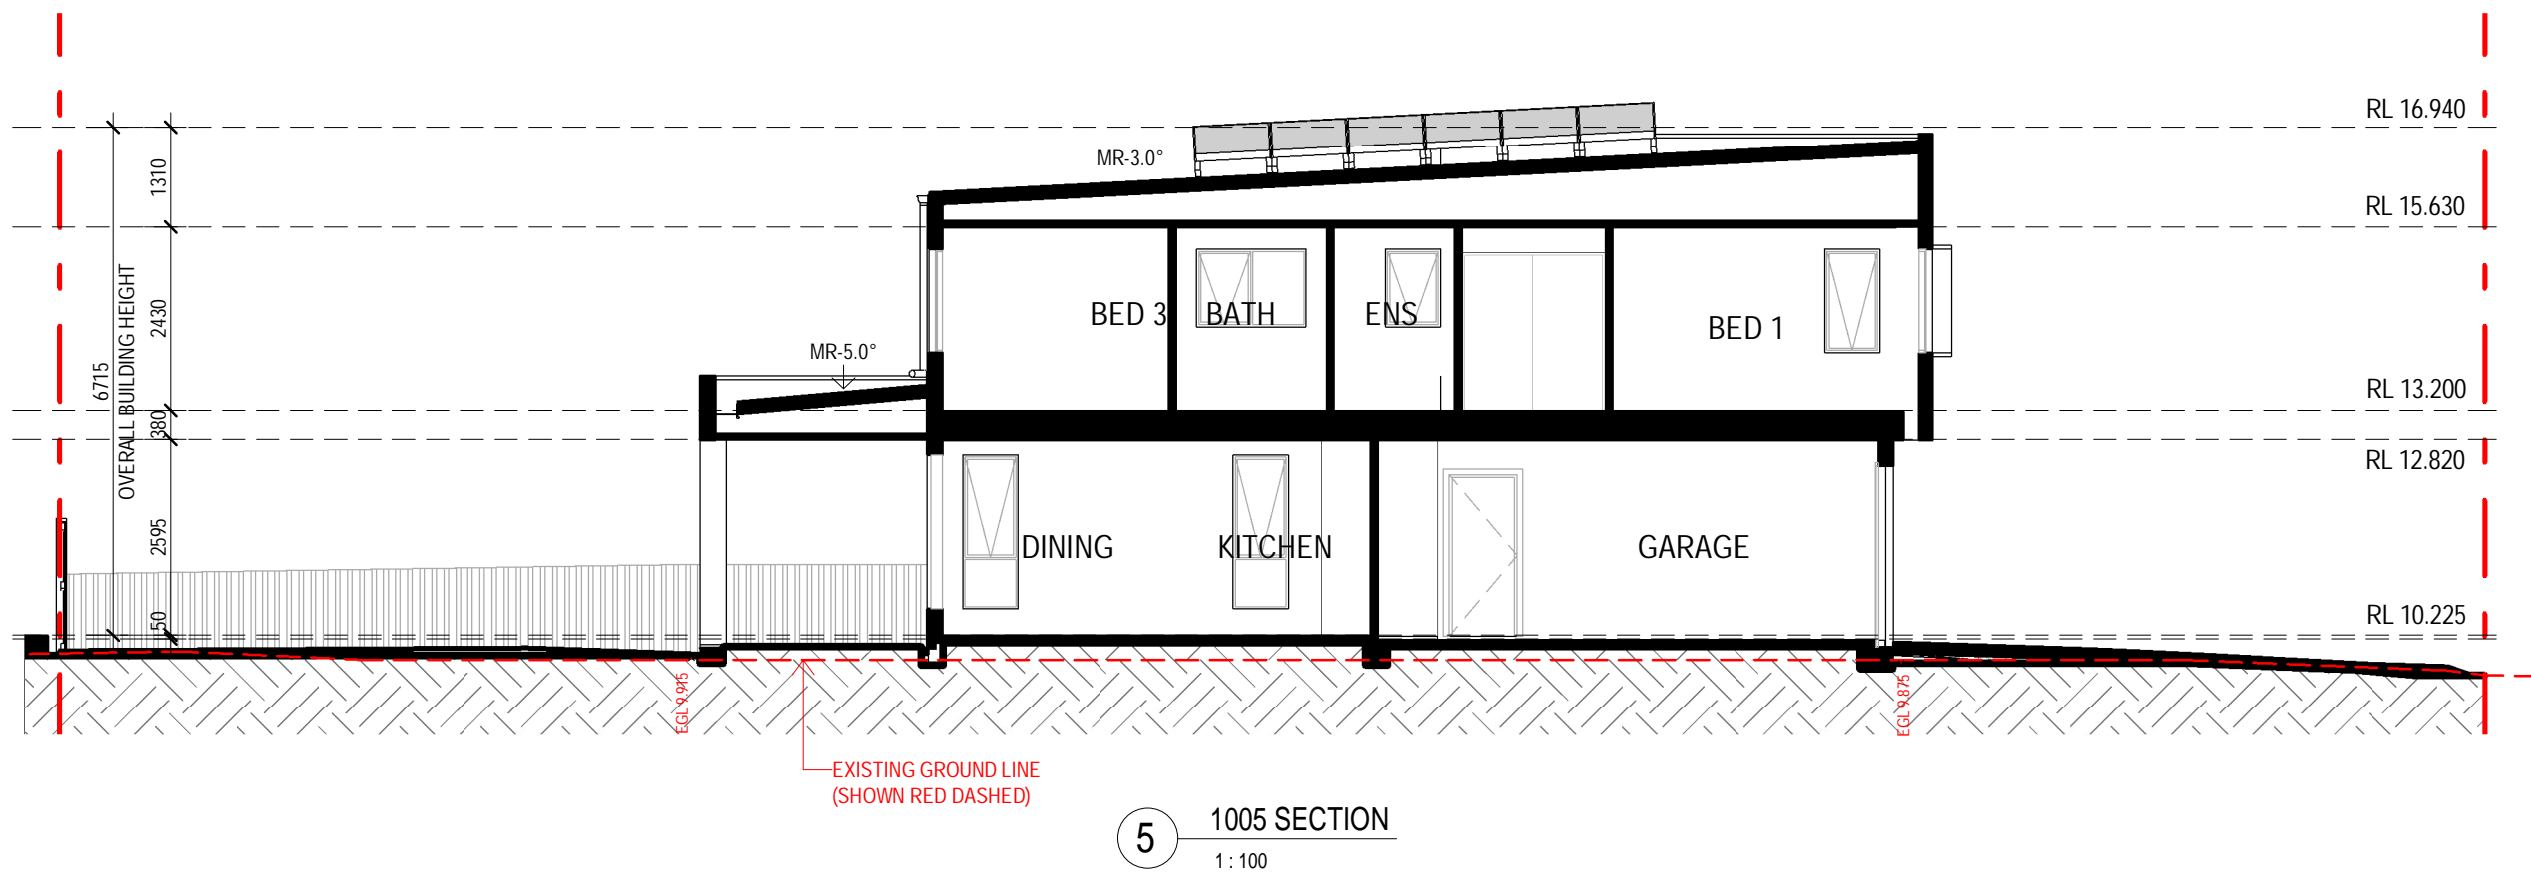 RL 16.940
MR-3.0°
1310
RL 15.630
OVERALL BUILDING HEIGHT
6715
2430
BED 3
BATH
ENS
BED 1
MR-5.0°
RL 13.200
380
RL 12.820
2595
DINING
KITCHEN
GARAGE
50
RL 10.225
EGL 9.915
EGL 9.875
EXISTING GROUND LINE
(SHOWN RED DASHED)
5
1005 SECTION
1 : 100